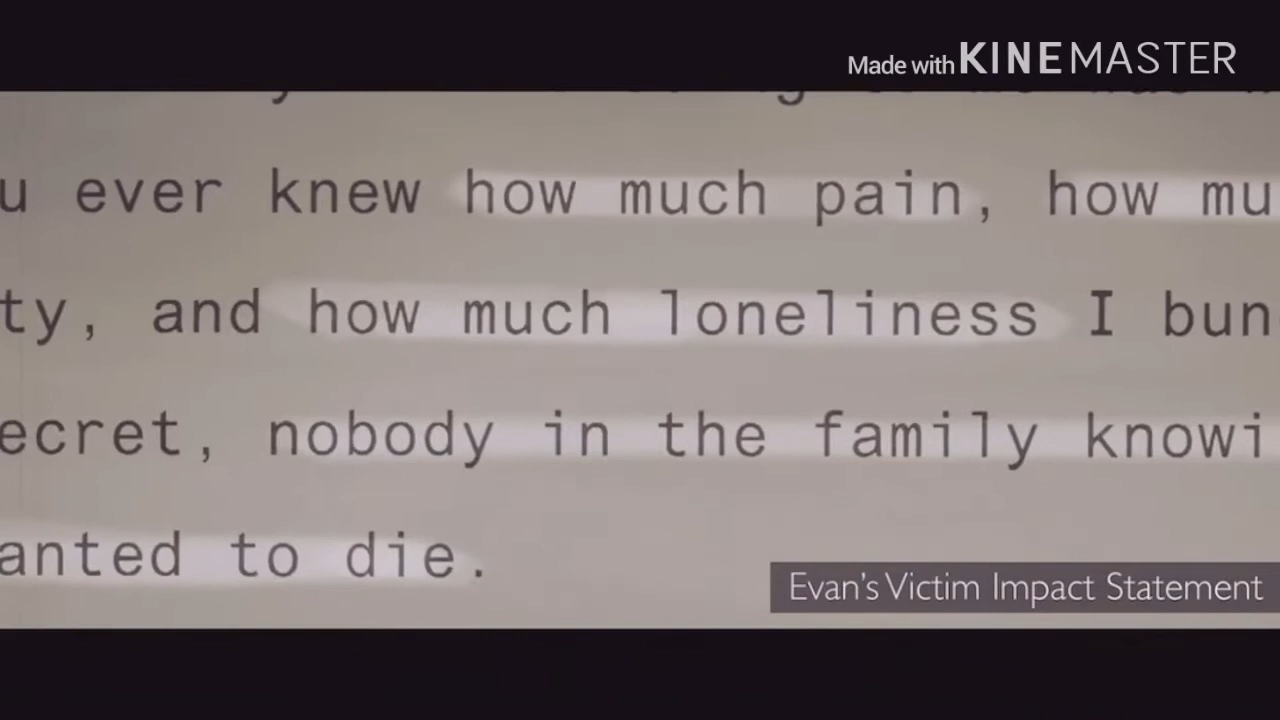 Made with KINEMASTER
u ever knew how much pain, how mu
ty, and how much loneliness I bun
ecret, nobody in the family knowi
anted to die.
Evan's Victim Impact Statement